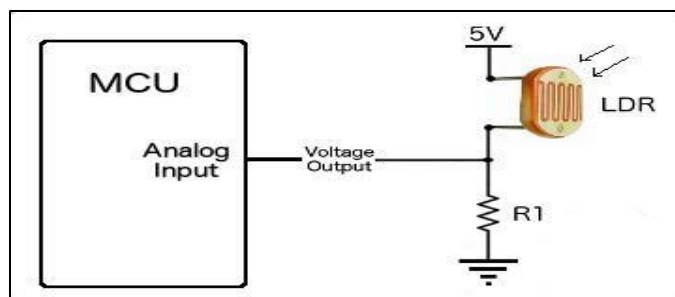 MCU
Analog
Input
Voltage
Output
5V
LDR
R1